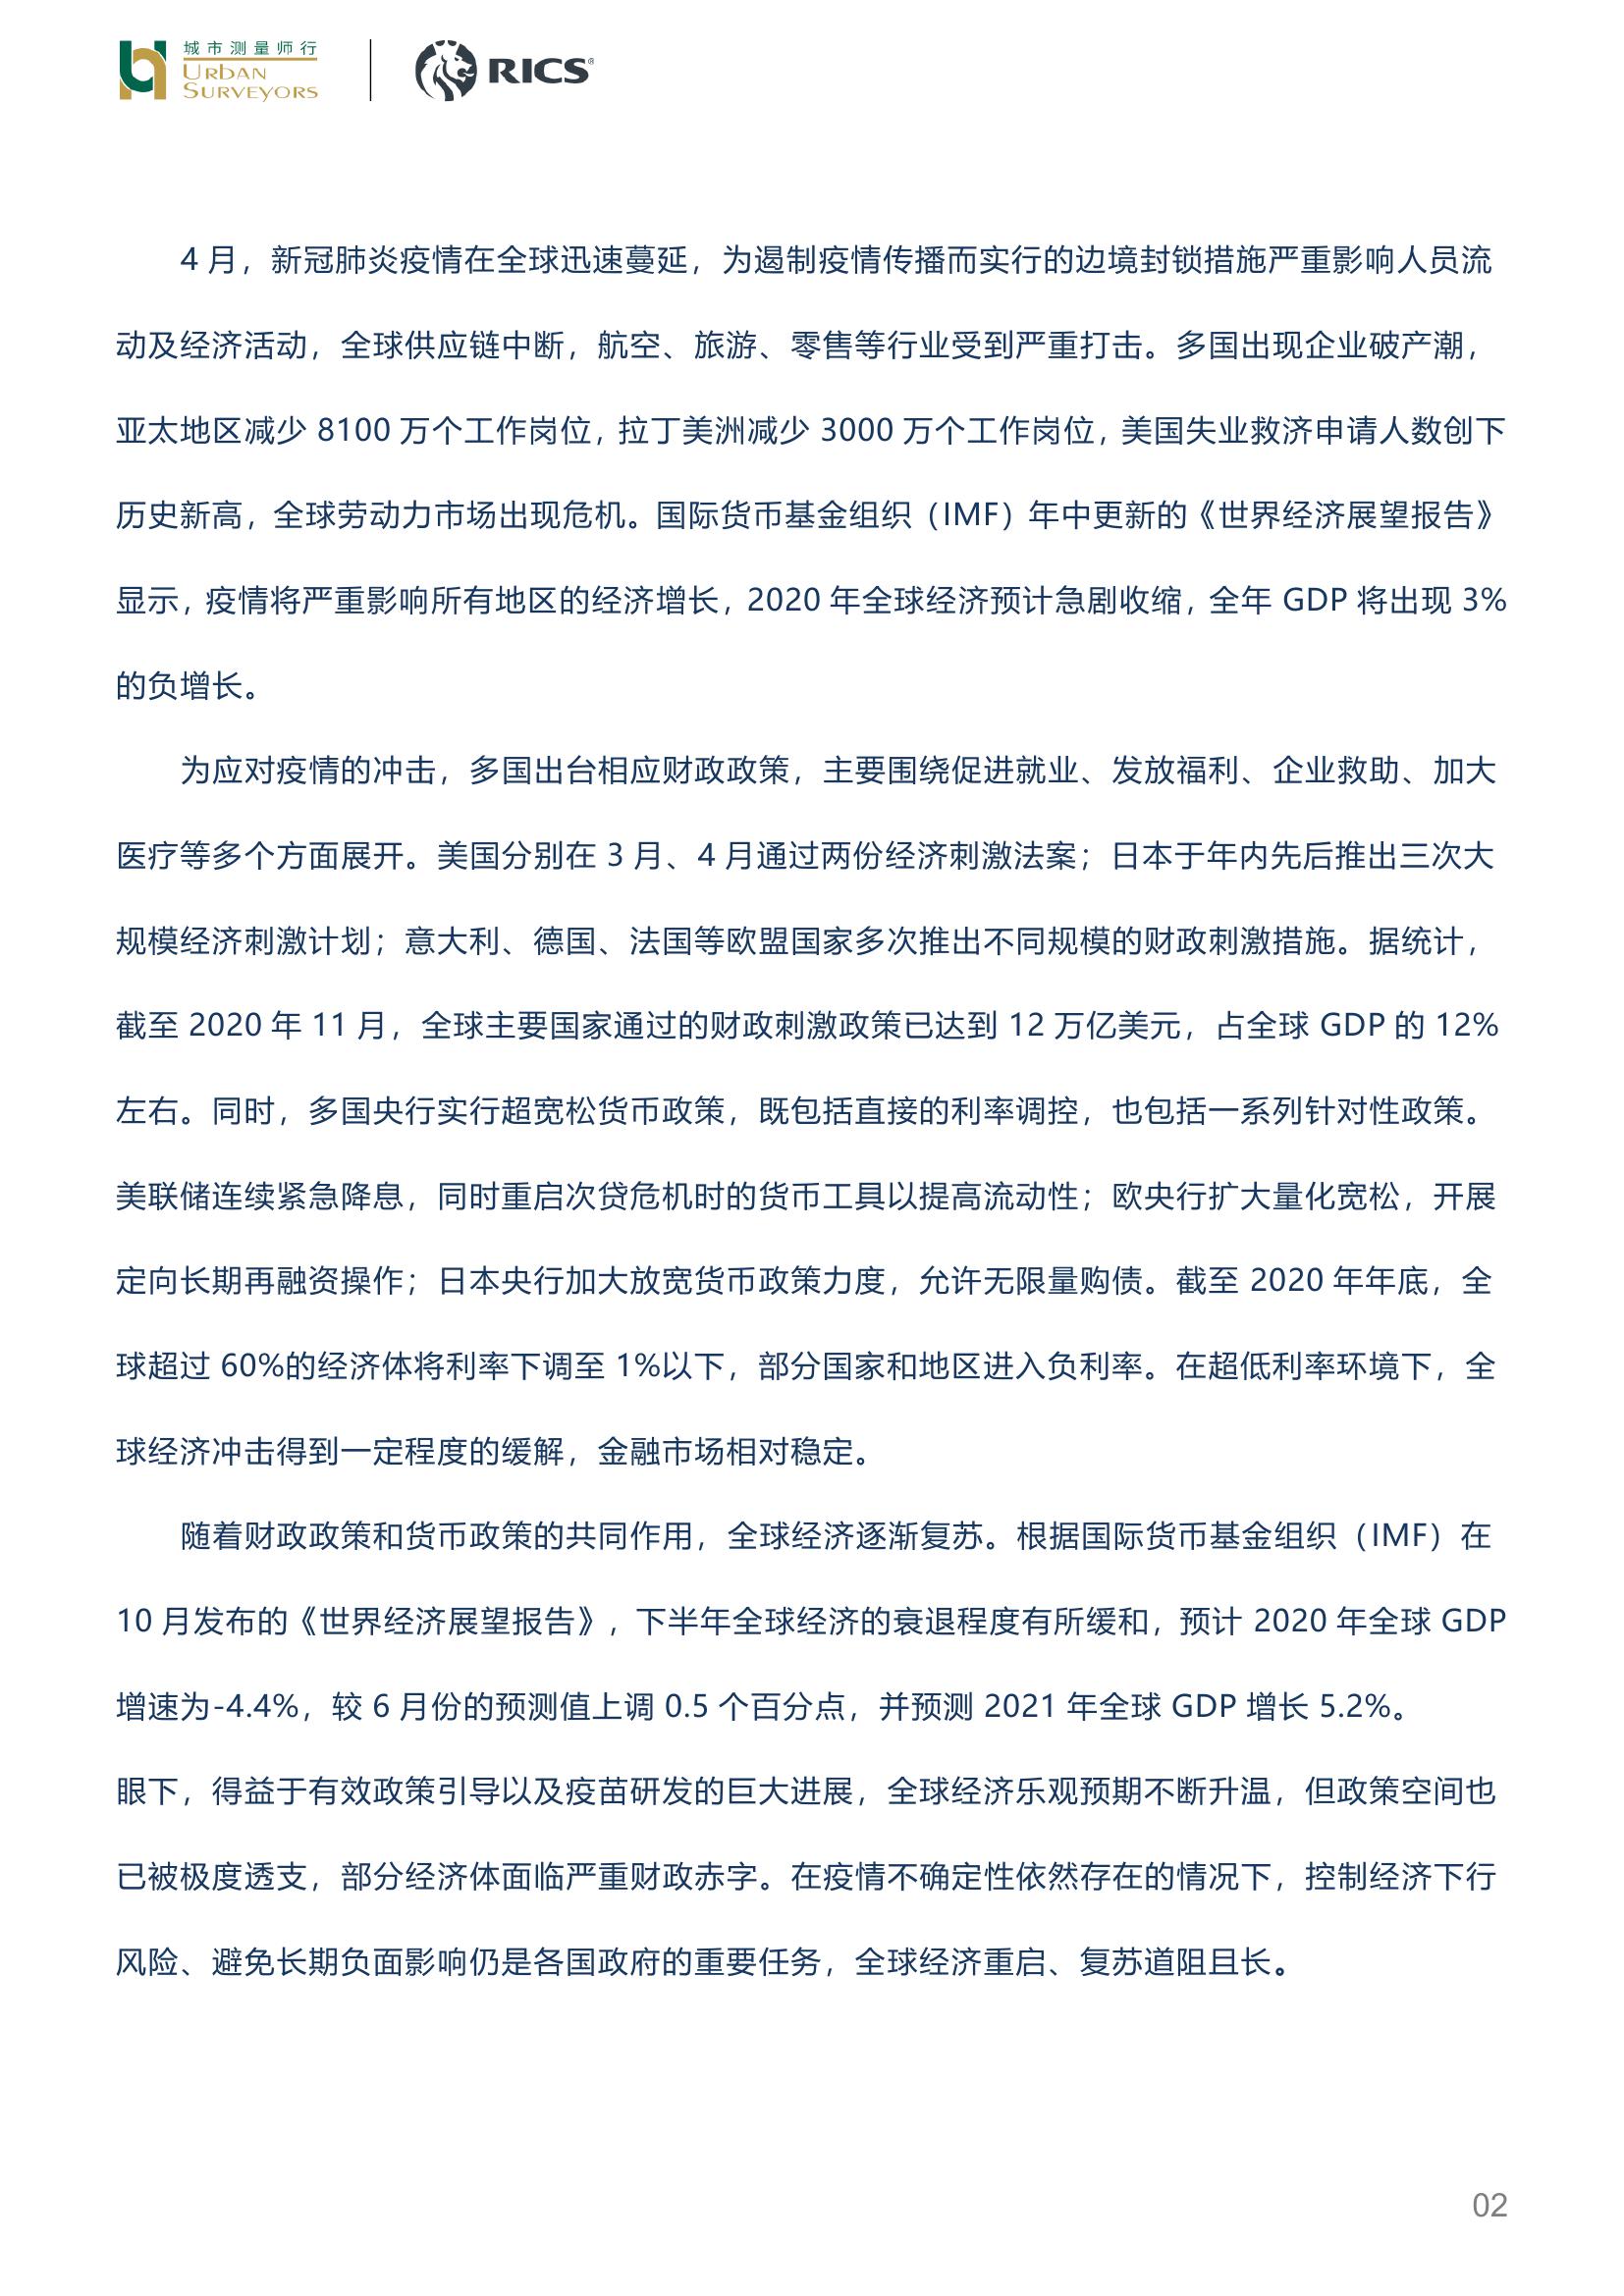 城市测量师行
URBAN
SURVEYORS
RICS®
4 月，新冠肺炎疫情在全球迅速蔓延，为遏制疫情传播而实行的边境封锁措施严重影响人员流
动及经济活动，全球供应链中断，航空、旅游、零售等行业受到严重打击。多国出现企业破产潮，
亚太地区减少 8100 万个工作岗位，拉丁美洲减少 3000 万个工作岗位，美国失业救济申请人数创下
历史新高，全球劳动力市场出现危机。国际货币基金组织（IMF）年中更新的《世界经济展望报告》
显示，疫情将严重影响所有地区的经济增长，2020 年全球经济预计急剧收缩，全年 GDP 将出现 3%
的负增长。
为应对疫情的冲击，多国出台相应财政政策，主要围绕促进就业、发放福利、企业救助、加大
医疗等多个方面展开。美国分别在 3 月、4 月通过两份经济刺激法案；日本于年内先后推出三次大
规模经济刺激计划；意大利、德国、法国等欧盟国家多次推出不同规模的财政刺激措施。据统计，
截至 2020 年 11 月，全球主要国家通过的财政刺激政策已达到 12 万亿美元，占全球 GDP 的 12%
左右。同时，多国央行实行超宽松货币政策，既包括直接的利率调控，也包括一系列针对性政策。
美联储连续紧急降息，同时重启次贷危机时的货币工具以提高流动性；欧央行扩大量化宽松，开展
定向长期再融资操作；日本央行加大放宽货币政策力度，允许无限量购债。截至 2020 年年底，全
球超过 60%的经济体将利率下调至 1%以下，部分国家和地区进入负利率。在超低利率环境下，全
球经济冲击得到一定程度的缓解，金融市场相对稳定。
随着财政政策和货币政策的共同作用，全球经济逐渐复苏。根据国际货币基金组织（IMF）在
10 月发布的《世界经济展望报告》，下半年全球经济的衰退程度有所缓和，预计 2020 年全球 GDP
增速为-4.4%，较 6 月份的预测值上调 0.5 个百分点，并预测 2021 年全球 GDP 增长 5.2%。
眼下，得益于有效政策引导以及疫苗研发的巨大进展，全球经济乐观预期不断升温，但政策空间也
已被极度透支，部分经济体面临严重财政赤字。在疫情不确定性依然存在的情况下，控制经济下行
风险、避免长期负面影响仍是各国政府的重要任务，全球经济重启、复苏道阻且长。
02